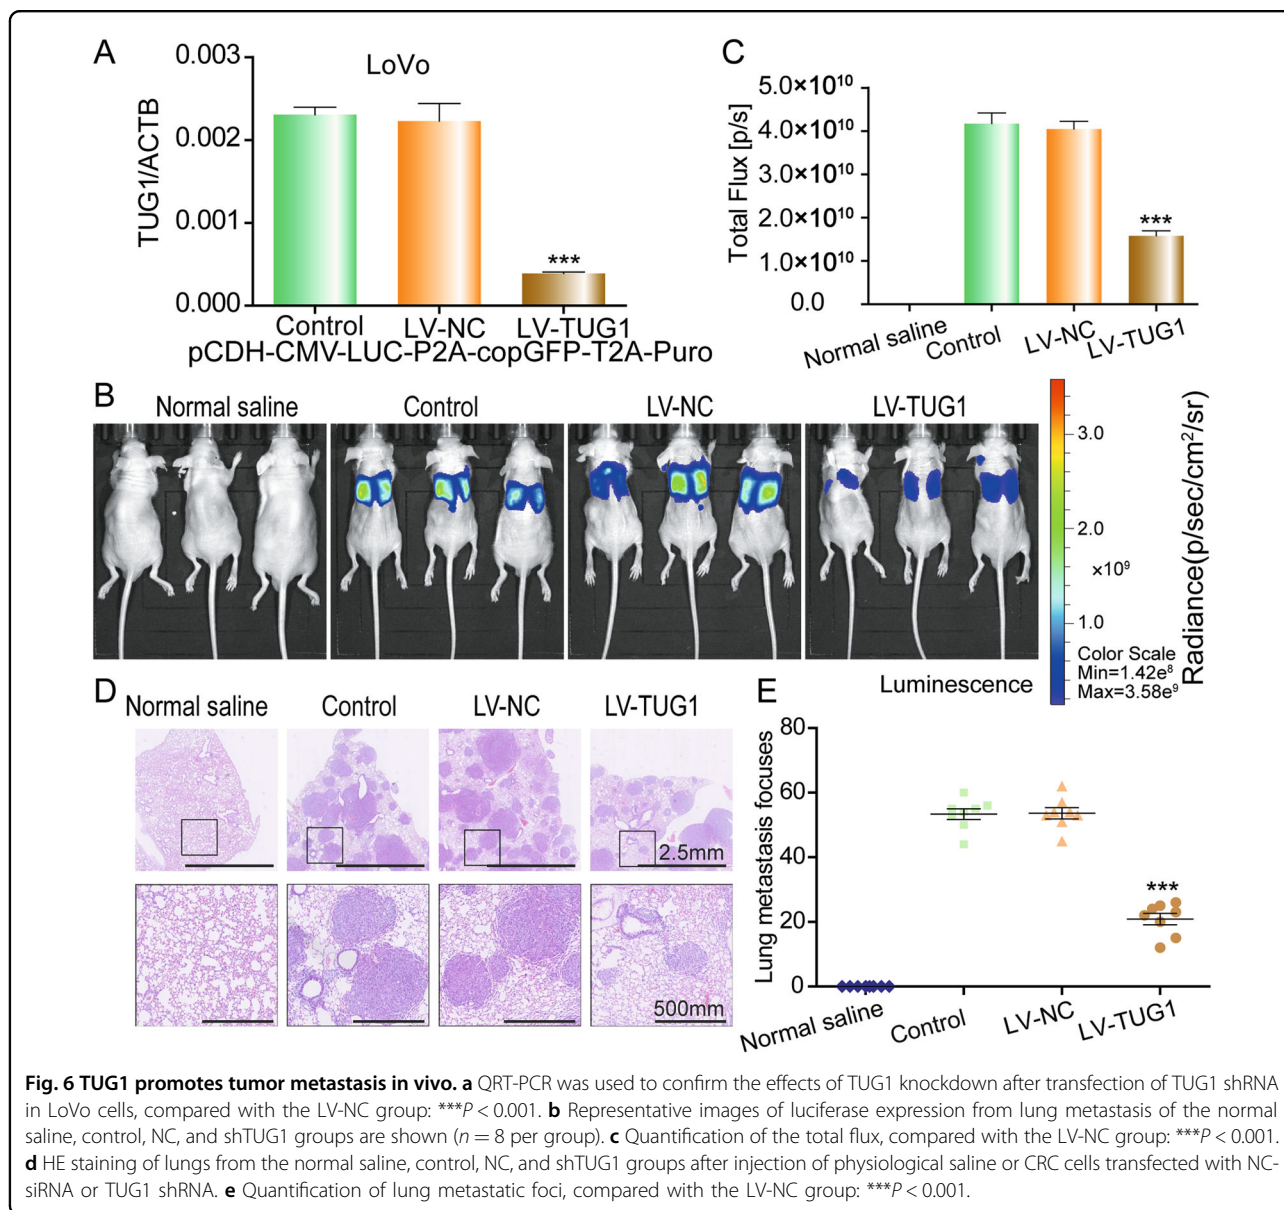 A
LoVo
TUG1/ACTB
0.003
0.002
0.001
0.000
***
Control
LV-NC
LV-TUG1
pCDH-CMV-LUC-P2A-copGFP-T2A-Puro
C
Total Flux [p/s]
5.0×10¹⁰
4.0×10¹⁰
3.0×10¹⁰
2.0×10¹⁰
1.0×10¹⁰
0.0
***
Normal saline
Control
LV-NC
LV-TUG1
B
Normal saline
Control
LV-NC
LV-TUG1
3.0
2.0
×10⁹
1.0
Color Scale
Min=1.42e⁸
Max=3.58e⁹
Radiance(p/sec/cm²/sr)
Luminescence
D
Normal saline
Control
LV-NC
LV-TUG1
2.5mm
500mm
E
Lung metastasis focuses
80
60
40
20
0
***
Normal saline
Control
LV-NC
LV-TUG1
Fig. 6 TUG1 promotes tumor metastasis in vivo. a QRT-PCR was used to confirm the effects of TUG1 knockdown after transfection of TUG1 shRNA
in LoVo cells, compared with the LV-NC group: ***P < 0.001. b Representative images of luciferase expression from lung metastasis of the normal
saline, control, NC, and shTUG1 groups are shown (n = 8 per group). c Quantification of the total flux, compared with the LV-NC group: ***P < 0.001.
d HE staining of lungs from the normal saline, control, NC, and shTUG1 groups after injection of physiological saline or CRC cells transfected with NC-
siRNA or TUG1 shRNA. e Quantification of lung metastatic foci, compared with the LV-NC group: ***P < 0.001.